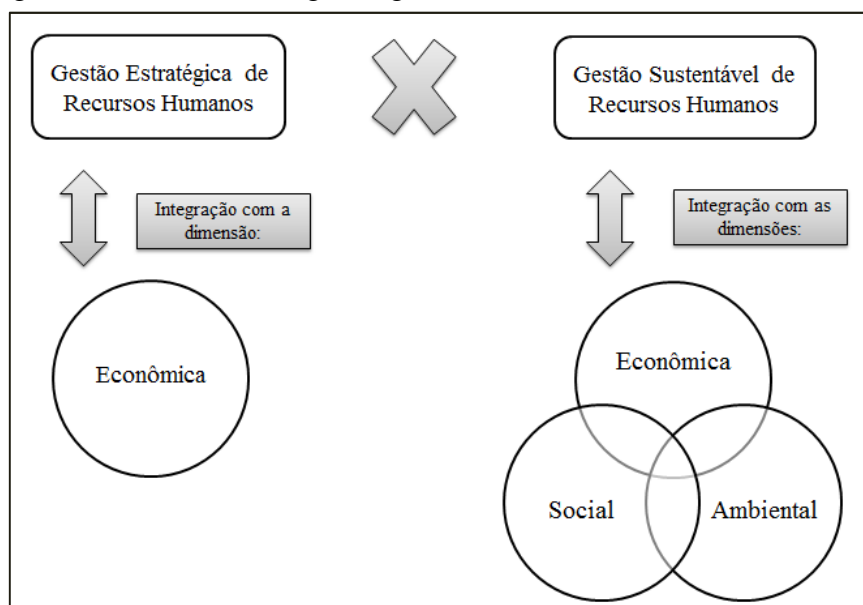 Gestão Estratégica de
Recursos Humanos
Gestão Sustentável de
Recursos Humanos
Integração com a
dimensão:
Integração com as
dimensões:
Econômica
Econômica
Social
Ambiental